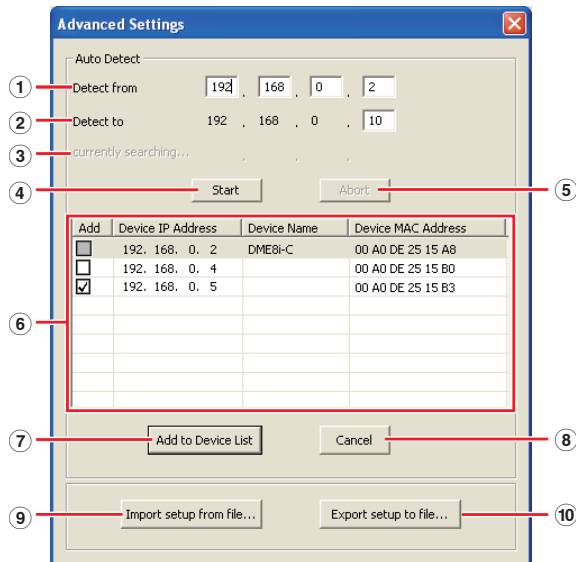 Advanced Settings
Auto Detect
① Detect from 192 . 168 . 0 . 2
② Detect to 192 . 168 . 0 . 10
③ currently searching... . . .
④ Start Abort ⑤
Add Device IP Address Device Name Device MAC Address
192. 168. 0. 2 DME8i-C 00 A0 DE 25 15 A8
192. 168. 0. 4 00 A0 DE 25 15 B0
192. 168. 0. 5 00 A0 DE 25 15 B3
⑥
⑦ Add to Device List Cancel ⑧
⑨ Import setup from file... Export setup to file... ⑩